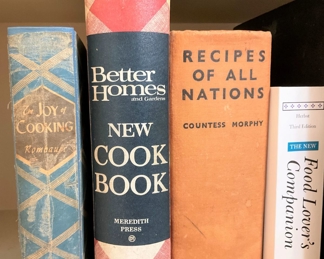 The Joy of
COOKING
Rombauer
Better
Homes
and Gardens
NEW
COOK
BOOK
MEREDITH
PRESS
RECIPES
OF ALL
NATIONS
COUNTESS MORPHY
Herbst
Third Edition
THE NEW
Food Lover's
Companion